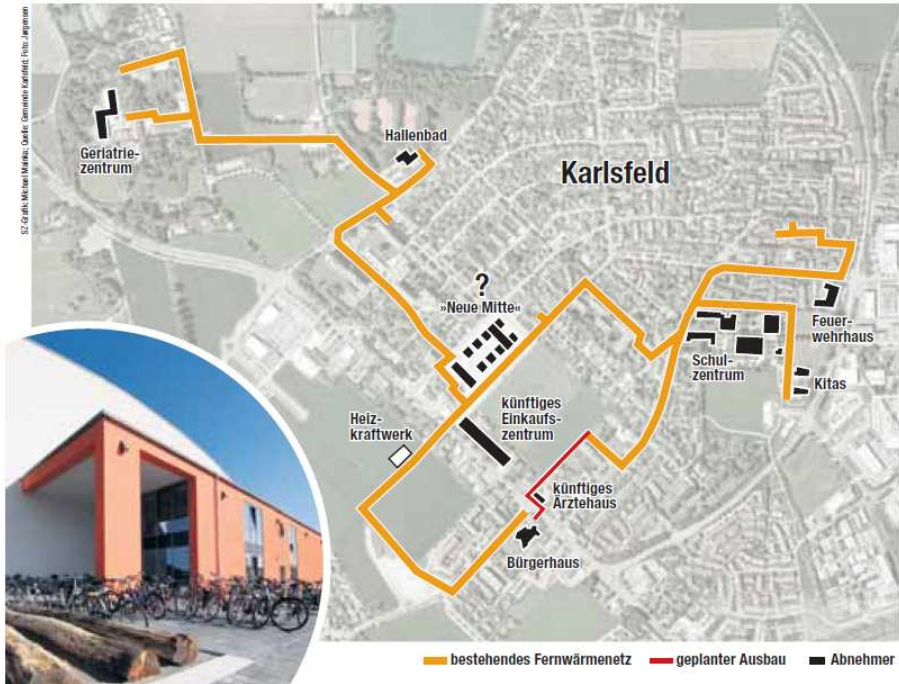 SZ-Grafik: Michael Mainka; Quelle: Gemeinde Karlsfeld; Foto: Jørgensen
Geriatrie-
zentrum
Hallenbad
Karlsfeld
?
»Neue Mitte«
Feuer-
wehrhaus
Schul-
zentrum
Kitas
künftiges
Einkaufs-
zentrum
Heiz-
kraftwerk
künftiges
Ärztehaus
Bürgerhaus
bestehendes Fernwärmenetz
geplanter Ausbau
Abnehmer